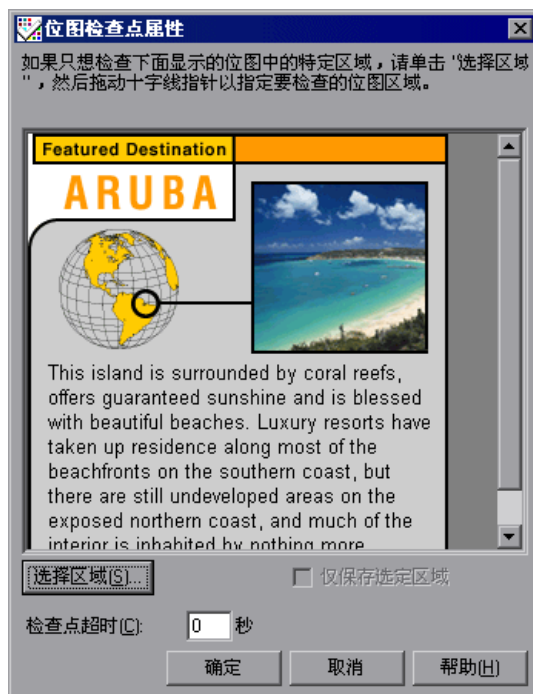 位图检查点属性
如果只想检查下面显示的位图中的特定区域，请单击 '选择区域
"，然后拖动十字线指针以指定要检查的位图区域。
Featured Destination
ARUBA
This island is surrounded by coral reefs,
offers guaranteed sunshine and is blessed
with beautiful beaches. Luxury resorts have
taken up residence along most of the
beachfronts on the southern coast, but
there are still undeveloped areas on the
exposed northern coast, and much of the
interior is inhabited by nothing more
选择区域(S)...
仅保存选定区域
检查点超时(C): 0 秒
确定 取消 帮助(H)